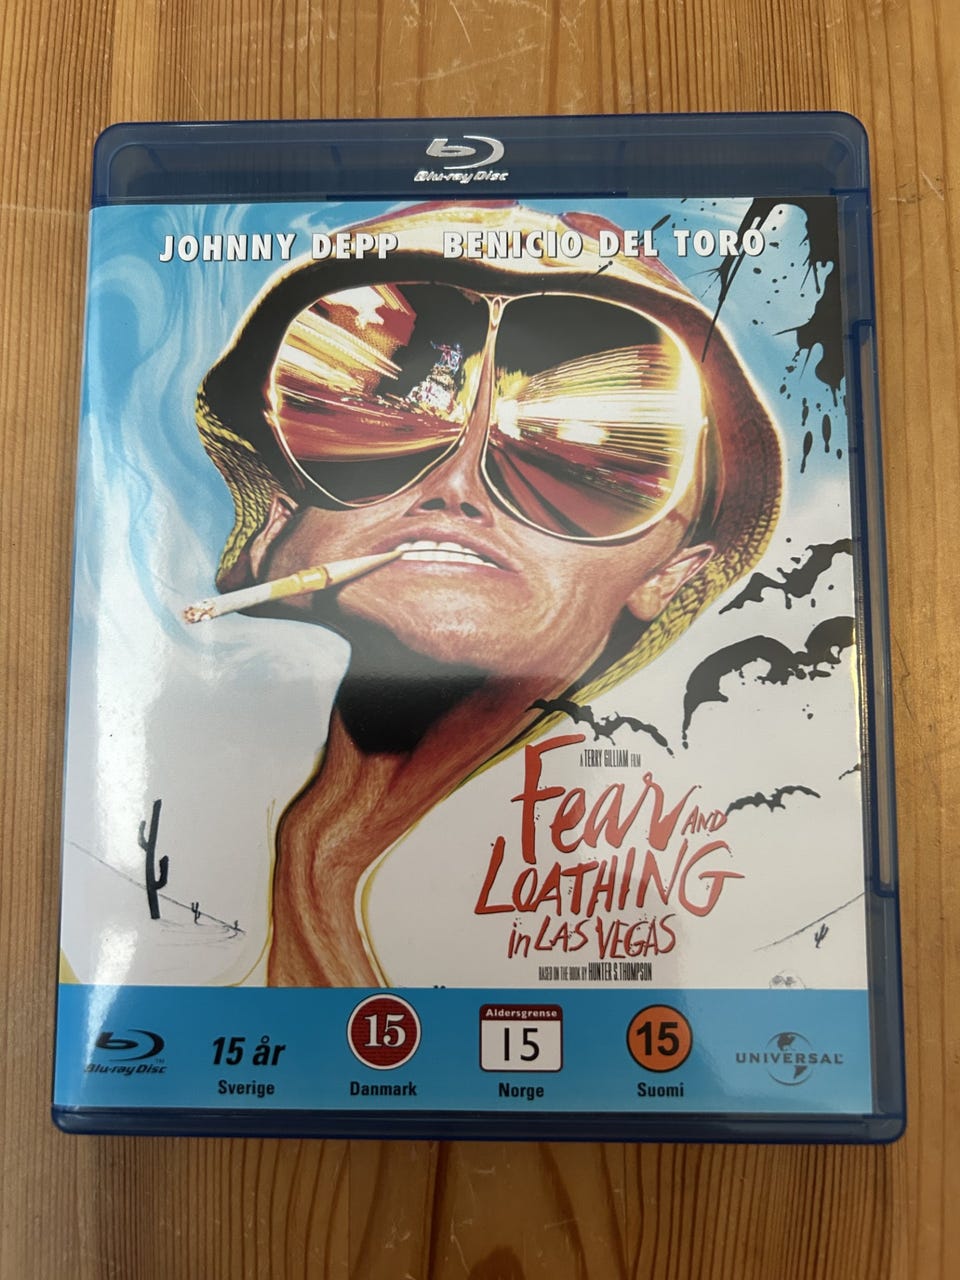 Blu-ray Disc
JOHNNY DEPP BENICIO DEL TORO
A TERRY GILLIAM FILM
Fear AND
LOATHING
in LAS VEGAS
BASED ON THE BOOK BY HUNTER S. THOMPSON
Blu-ray Disc™
15 år
Sverige
15
Danmark
Aldersgrense
15
Norge
15
Suomi
UNIVERSAL